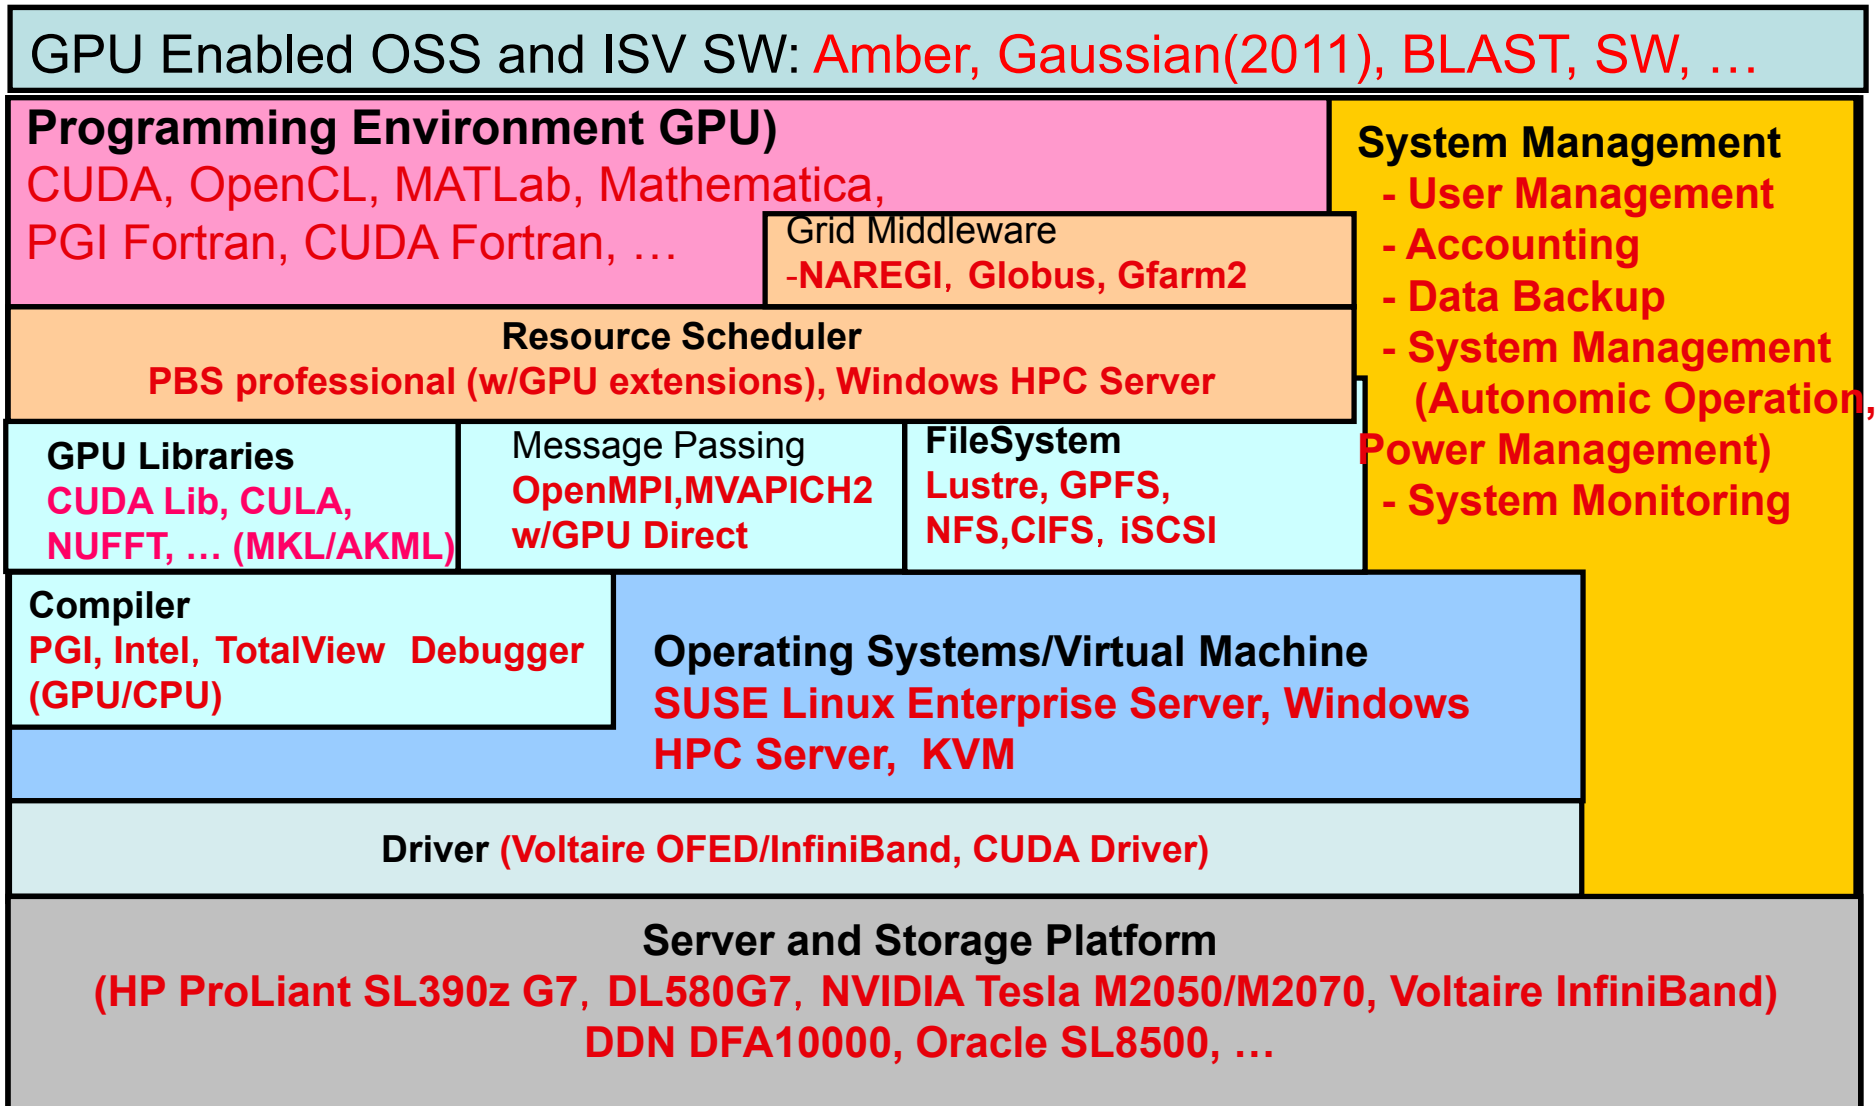 GPU Enabled OSS and ISV SW: Amber, Gaussian(2011), BLAST, SW, …
Programming Environment GPU)
CUDA, OpenCL, MATLab, Mathematica,
PGI Fortran, CUDA Fortran, …
Grid Middleware
-NAREGI, Globus, Gfarm2
System Management
- User Management
- Accounting
- Data Backup
- System Management
(Autonomic Operation,
Power Management)
- System Monitoring
Resource Scheduler
PBS professional (w/GPU extensions), Windows HPC Server
GPU Libraries
CUDA Lib, CULA,
NUFFT, … (MKL/AKML)
Message Passing
OpenMPI,MVAPICH2
w/GPU Direct
FileSystem
Lustre, GPFS,
NFS,CIFS, iSCSI
Compiler
PGI, Intel, TotalView Debugger
(GPU/CPU)
Operating Systems/Virtual Machine
SUSE Linux Enterprise Server, Windows
HPC Server, KVM
Driver (Voltaire OFED/InfiniBand, CUDA Driver)
Server and Storage Platform
(HP ProLiant SL390z G7, DL580G7, NVIDIA Tesla M2050/M2070, Voltaire InfiniBand)
DDN DFA10000, Oracle SL8500, …